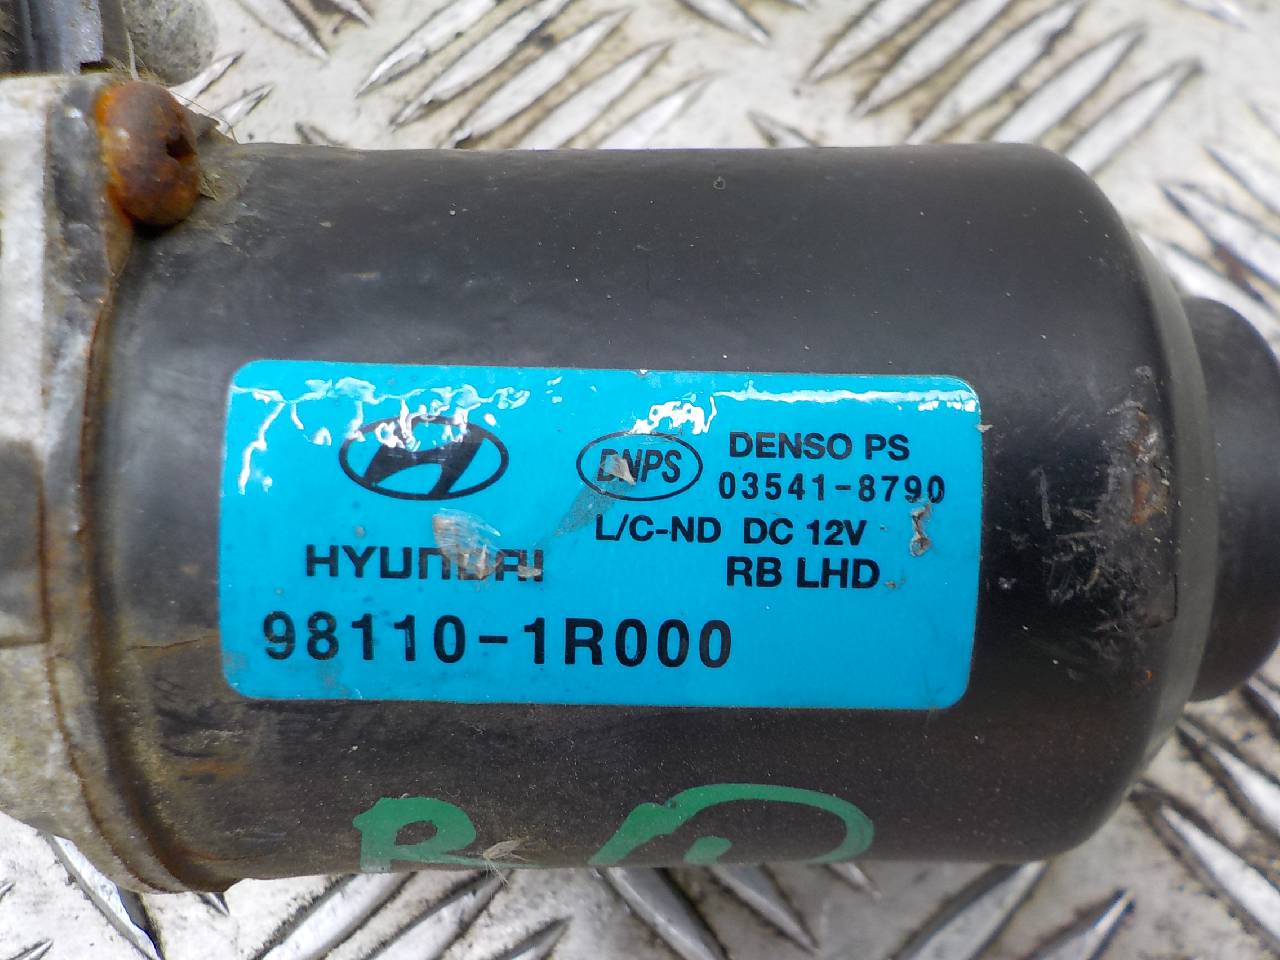 HYUNDAI
98110-1R000
DNPS
DENSO PS
03541-8790
L/C-ND DC 12V
RB LHD